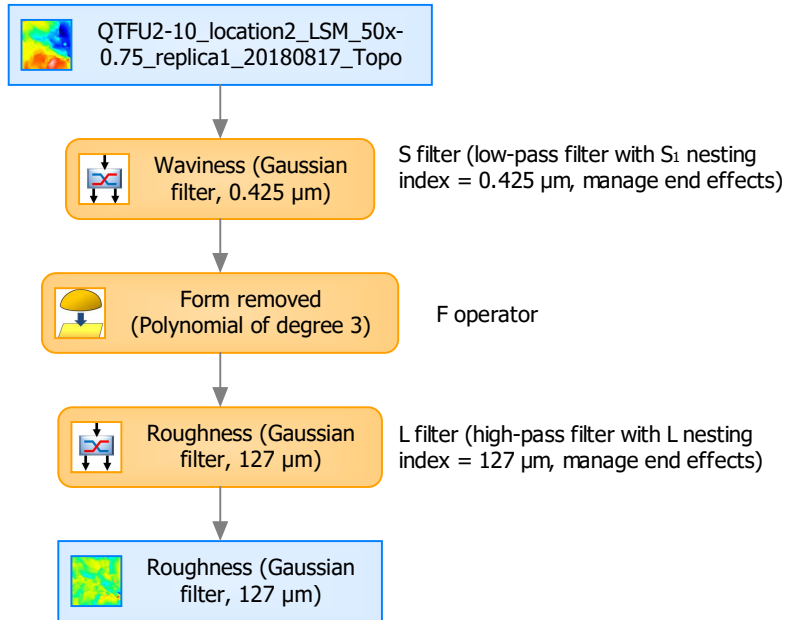 QTFU2-10_location2_LSM_50x-
0.75_replica1_20180817_Topo
Waviness (Gaussian
filter, 0.425 µm)
S filter (low-pass filter with S₁ nesting
index = 0.425 µm, manage end effects)
Form removed
(Polynomial of degree 3)
F operator
Roughness (Gaussian
filter, 127 µm)
L filter (high-pass filter with L nesting
index = 127 µm, manage end effects)
Roughness (Gaussian
filter, 127 µm)